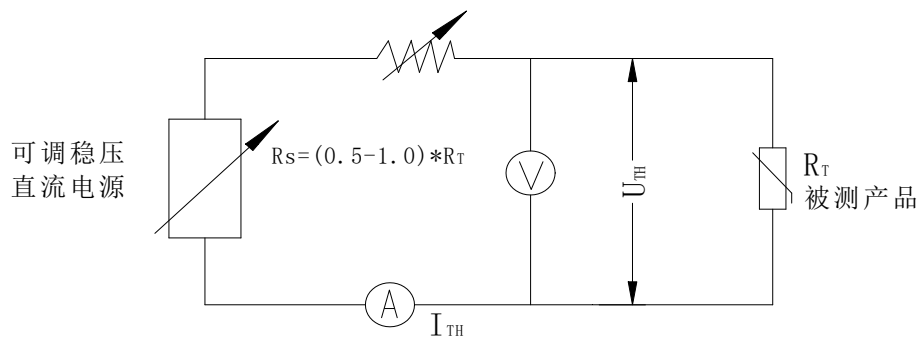 可调稳压
直流电源
Rs=(0.5-1.0)*RT
V
UTH
RT
被测产品
A
ITH